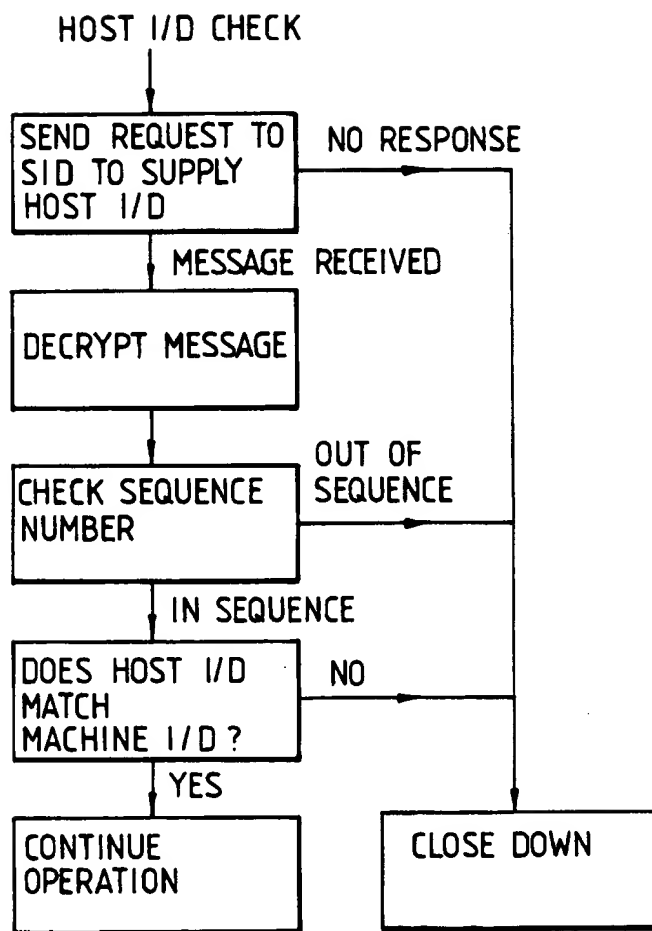 HOST I/D CHECK
SEND REQUEST TO
SID TO SUPPLY
HOST I/D
NO RESPONSE
MESSAGE RECEIVED
DECRYPT MESSAGE
CHECK SEQUENCE
NUMBER
OUT OF
SEQUENCE
IN SEQUENCE
DOES HOST I/D
MATCH
MACHINE I/D ?
NO
YES
CONTINUE
OPERATION
CLOSE DOWN